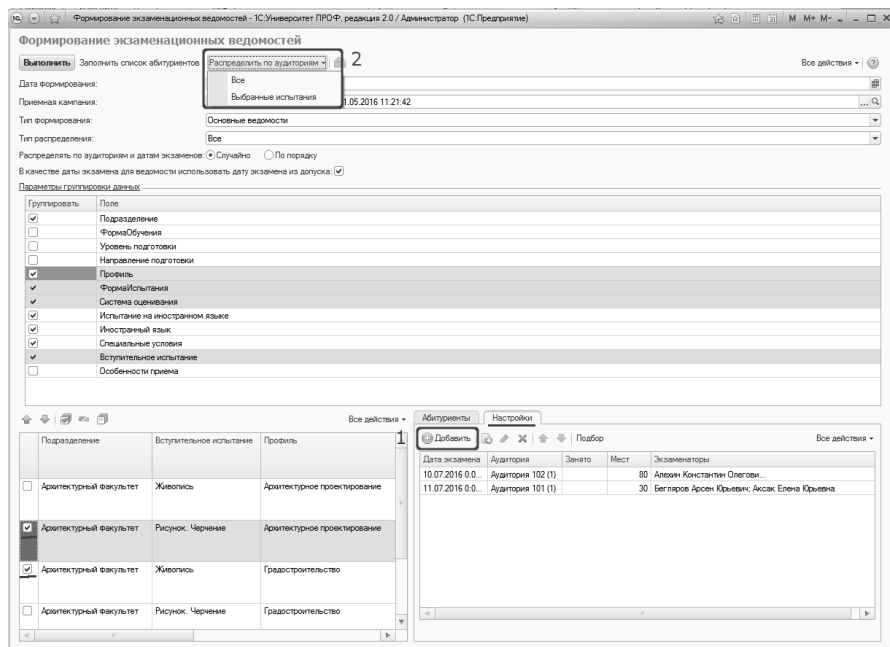 Формирование экзаменационных ведомостей - 1С:Университет ПРОФ, редакция 2.0 / Администратор (1С:Предприятие)
M M+ M-
Формирование экзаменационных ведомостей
Выполнить Заполнить список абитуриентов Распределить по аудиториям 2 Все действия
Все
Выбранные испытания
Дата формирования:
Приемная кампания: 1.05.2016 11:21:42
Тип формирования: Основные ведомости
Тип распределения: Все
Распределять по аудиториям и датам экзаменов: Случайно По порядку
В качестве даты экзамена для ведомости использовать дату экзамена из допуска:
Параметры группировки данных
Группировать Поле
Подразделение
ФормаОбучения
Уровень подготовки
Направление подготовки
Профиль
ФормаИспытания
Система оценивания
Испытание на иностранном языке
Иностранный язык
Специальные условия
Вступительное испытание
Особенности приема
Все действия
Подразделение Вступительное испытание Профиль
Архитектурный факультет Живопись Архитектурное проектирование
Архитектурный факультет Рисунок. Черчение Архитектурное проектирование
Архитектурный факультет Живопись Градостроительство
Архитектурный факультет Рисунок. Черчение Градостроительство
Абитуриенты Настройки
1 Добавить Подбор Все действия
Дата экзамена Аудитория Занято Мест Экзаменаторы
10.07.2016 0:0... Аудитория 102 (1) 80 Алехин Константин Олегови...
11.07.2016 0:0... Аудитория 101 (1) 30 Бегляров Арсен Юрьевич; Аксак Елена Юрьевна